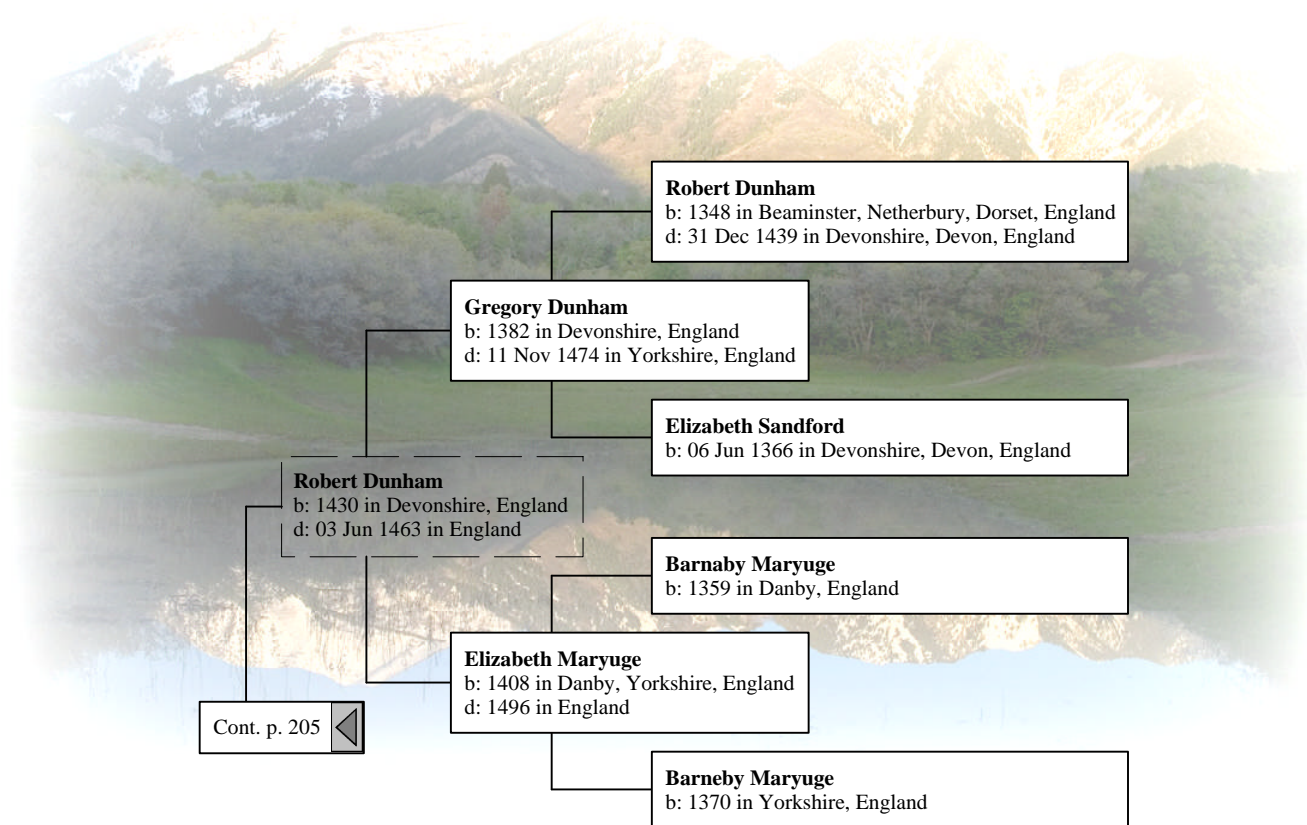 Robert Dunham
b: 1348 in Beaminster, Netherbury, Dorset, England
d: 31 Dec 1439 in Devonshire, Devon, England
Gregory Dunham
b: 1382 in Devonshire, England
d: 11 Nov 1474 in Yorkshire, England
Elizabeth Sandford
b: 06 Jun 1366 in Devonshire, Devon, England
Robert Dunham
b: 1430 in Devonshire, England
d: 03 Jun 1463 in England
Barnaby Maryuge
b: 1359 in Danby, England
Elizabeth Maryuge
b: 1408 in Danby, Yorkshire, England
d: 1496 in England
Cont. p. 205
Barneby Maryuge
b: 1370 in Yorkshire, England